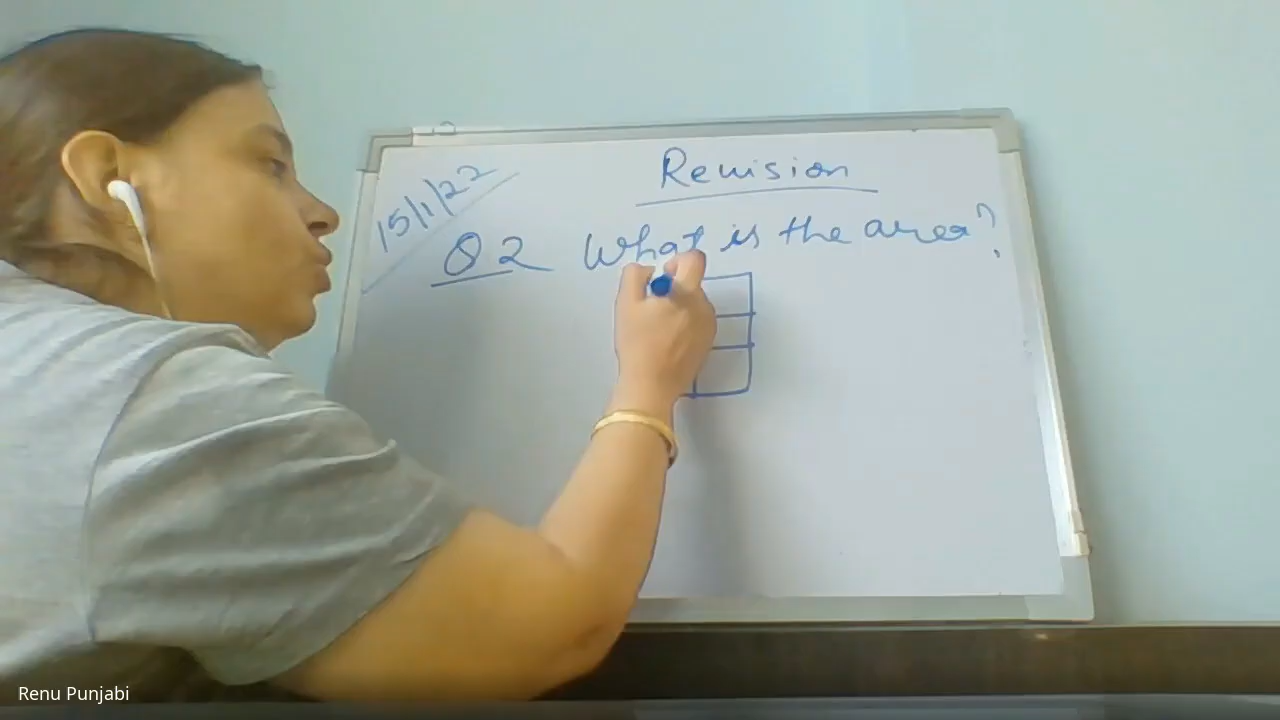 Revision
15/1/22
Q2 What is the area?
Renu Punjabi